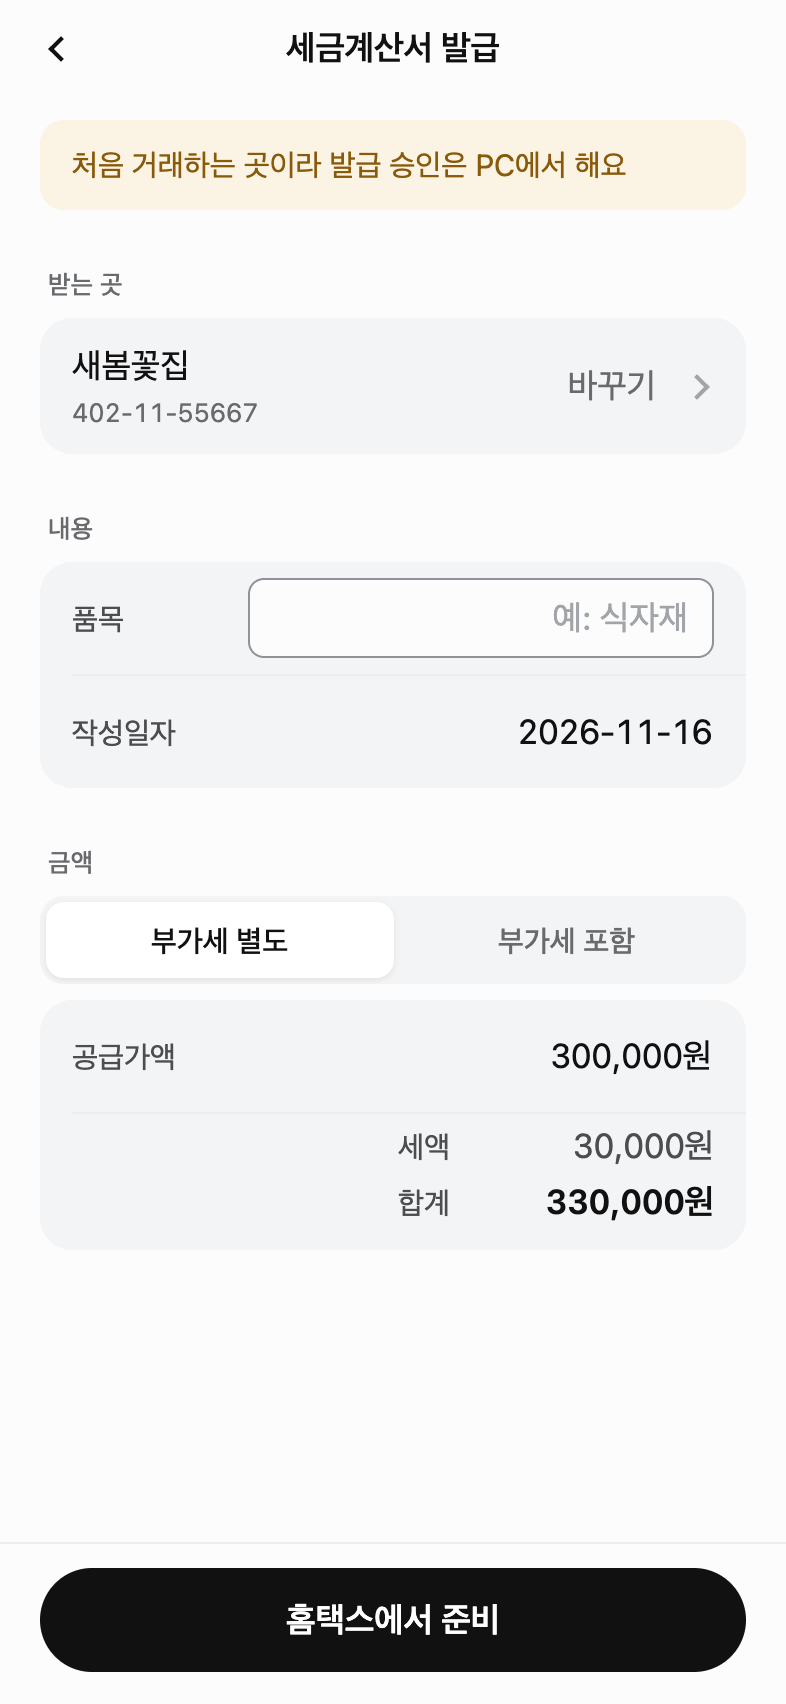 세금계산서 발급
처음 거래하는 곳이라 발급 승인은 PC에서 해요
받는 곳
새봄꽃집
402-11-55667
바꾸기
내용
품목
예: 식자재
작성일자
2026-11-16
금액
부가세 별도
부가세 포함
공급가액
300,000원
세액
30,000원
합계
330,000원
홈택스에서 준비